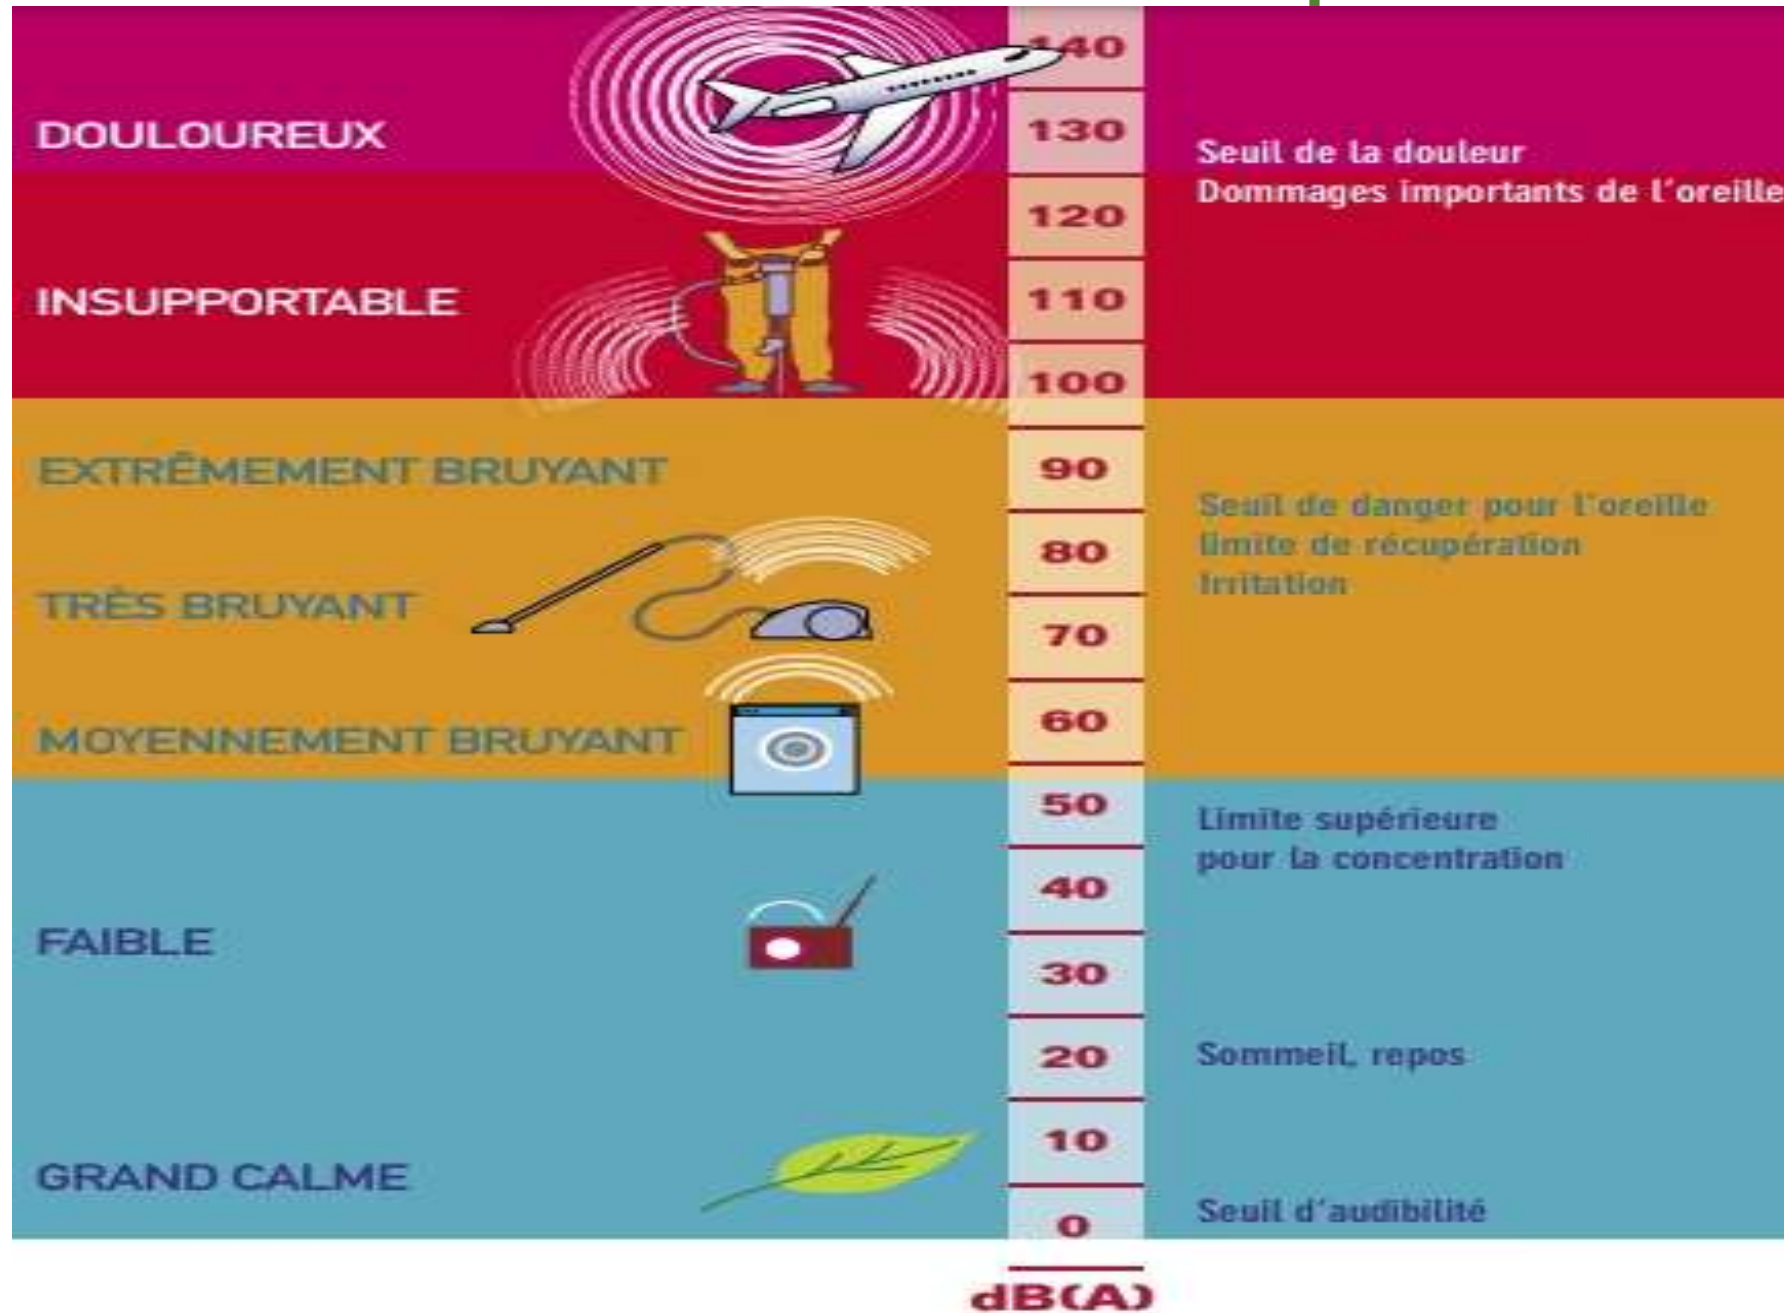 140
DOULOUREUX
130
Seuil de la douleur
Dommages importants de l'oreille
120
INSUPPORTABLE
110
100
EXTRÊMEMENT BRUYANT
90
Seuil de danger pour l'oreille
limite de récupération
Irritation
80
TRÈS BRUYANT
70
60
MOYENNEMENT BRUYANT
50
Limite supérieure
pour la concentration
40
FAIBLE
30
20
Sommeil, repos
10
GRAND CALME
0
Seuil d'audibilité
dB(A)